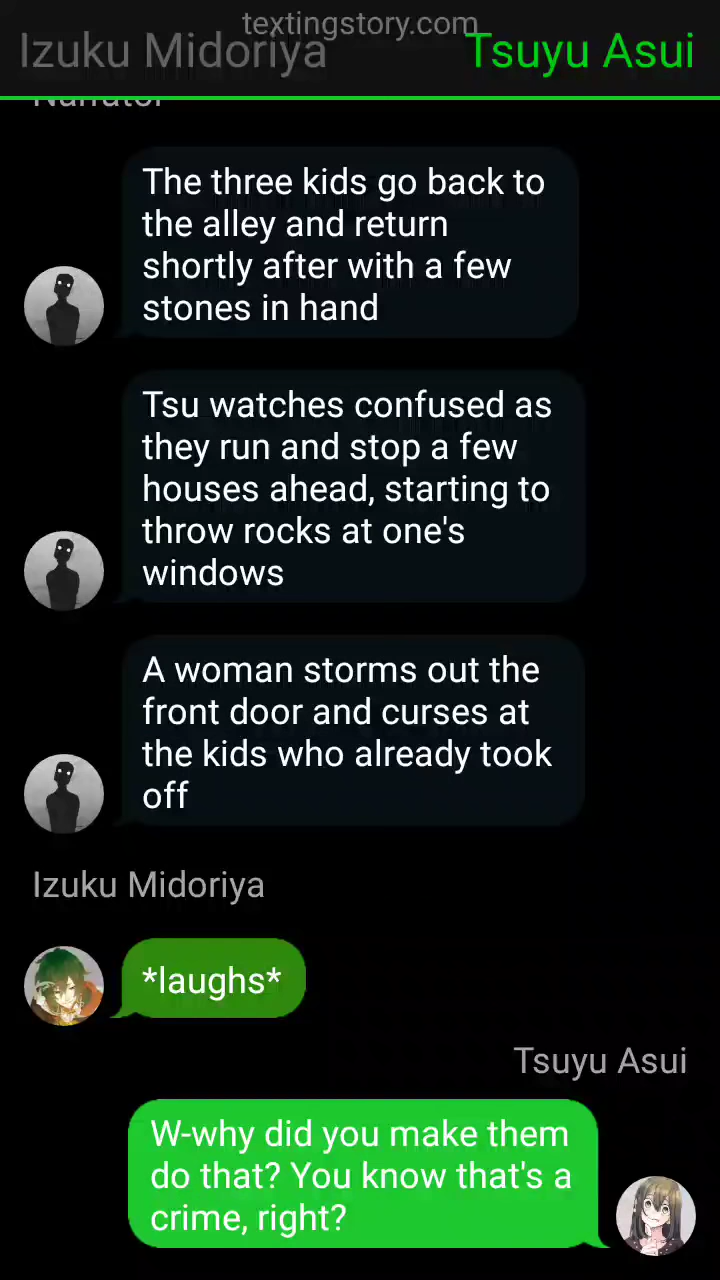 textingstory.com
Izuku Midoriya
Tsuyu Asui
Narrator
The three kids go back to
the alley and return
shortly after with a few
stones in hand
Tsu watches confused as
they run and stop a few
houses ahead, starting to
throw rocks at one's
windows
A woman storms out the
front door and curses at
the kids who already took
off
Izuku Midoriya
*laughs*
Tsuyu Asui
W-why did you make them
do that? You know that's a
crime, right?